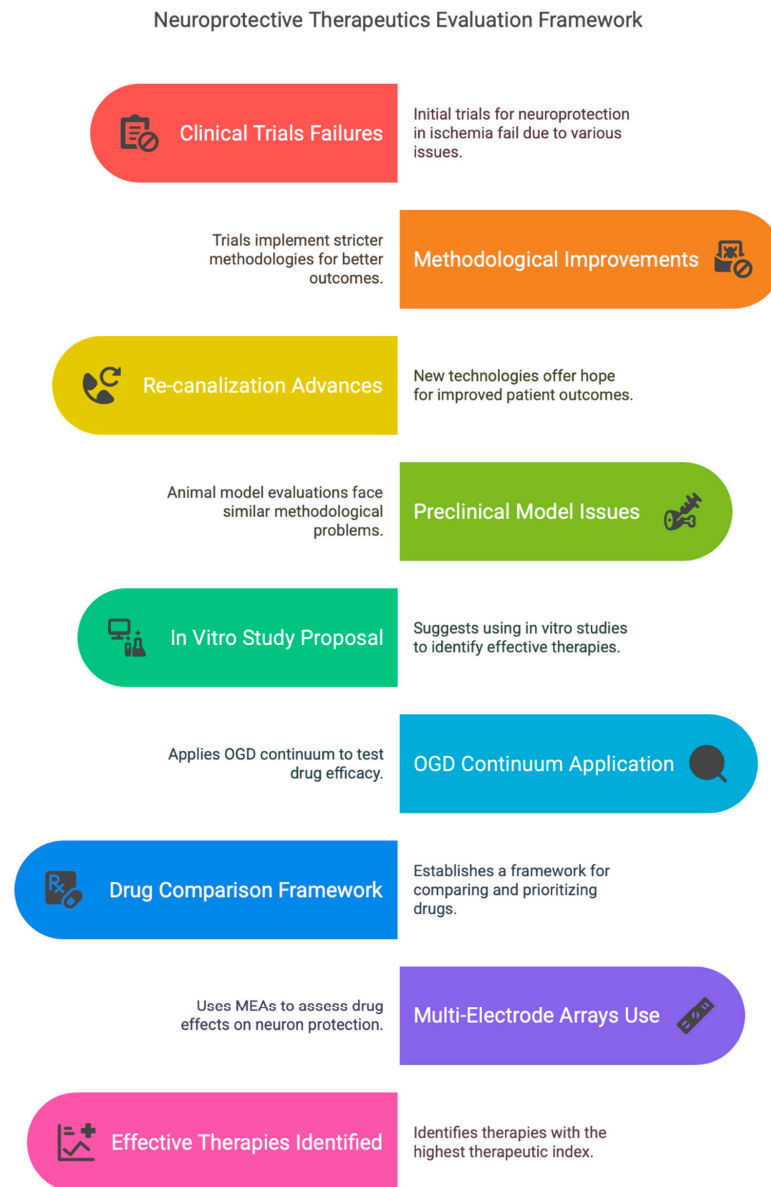 Neuroprotective Therapeutics Evaluation Framework
Clinical Trials Failures
Initial trials for neuroprotection
in ischemia fail due to various
issues.
Trials implement stricter
methodologies for better
outcomes.
Methodological Improvements
Re-canalization Advances
New technologies offer hope
for improved patient outcomes.
Animal model evaluations face
similar methodological
problems.
Preclinical Model Issues
In Vitro Study Proposal
Suggests using in vitro studies
to identify effective therapies.
Applies OGD continuum to test
drug efficacy.
OGD Continuum Application
Rx
Drug Comparison Framework
Establishes a framework for
comparing and prioritizing
drugs.
Uses MEAs to assess drug
effects on neuron protection.
Multi-Electrode Arrays Use
Effective Therapies Identified
Identifies therapies with the
highest therapeutic index.